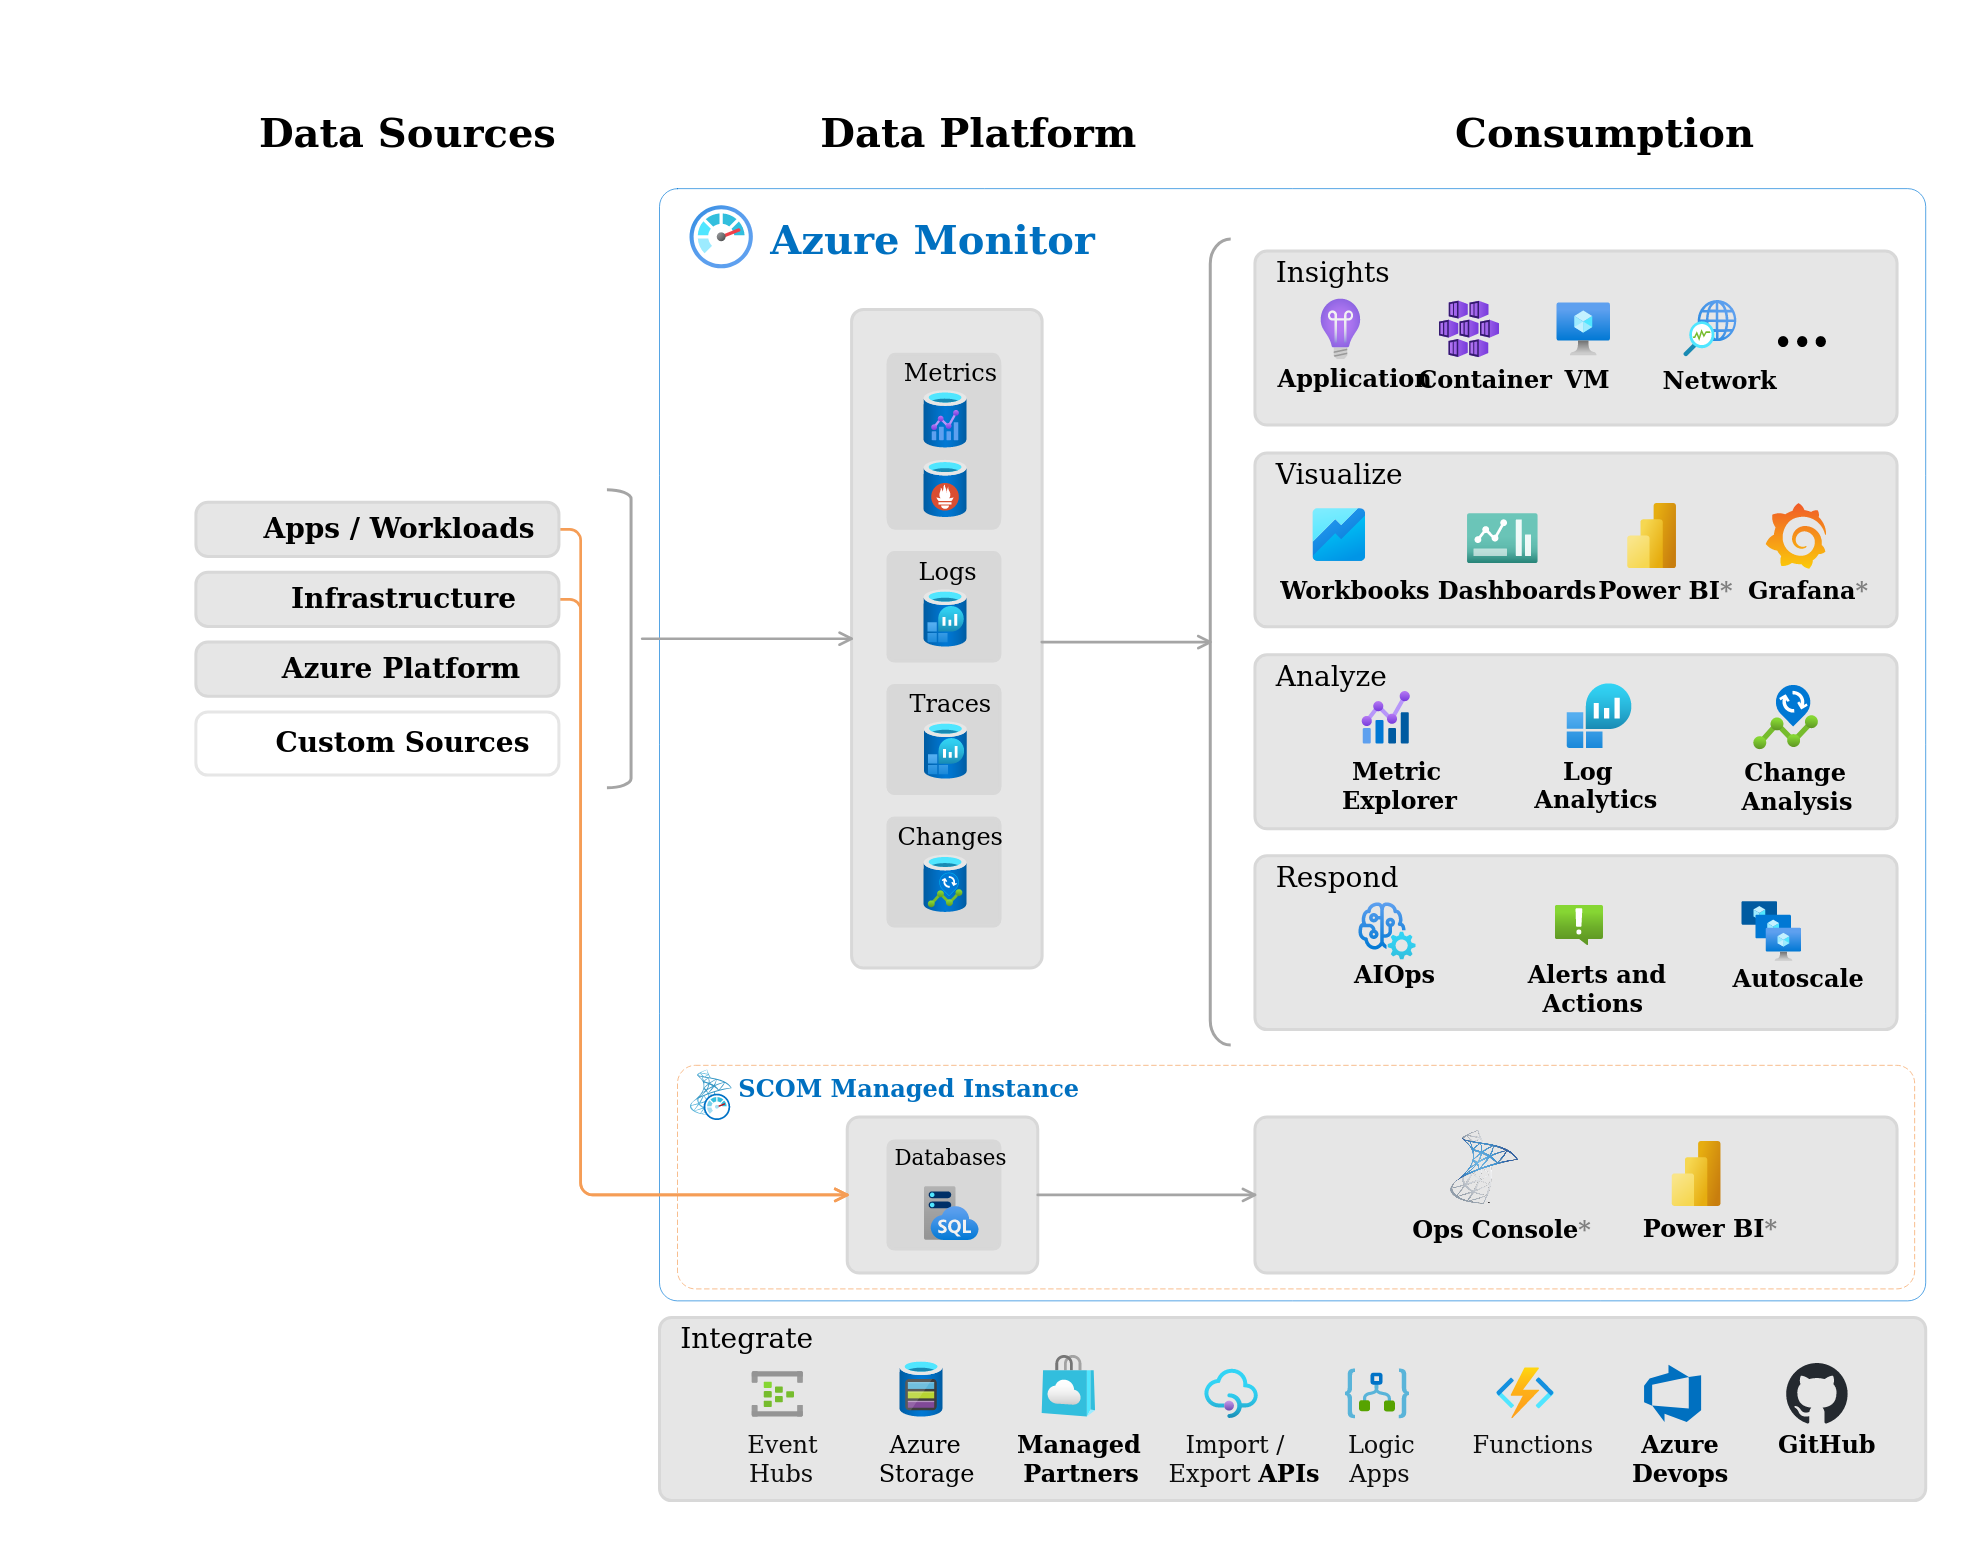 Data Sources
Data Platform
Consumption
Azure Monitor
Apps / Workloads
Infrastructure
Azure Platform
Custom Sources
Metrics
Logs
Traces
Changes
Insights
Application
Container
VM
Network
...
Visualize
Workbooks
Dashboards
Power BI*
Grafana*
Analyze
Metric
Explorer
Log
Analytics
Change
Analysis
Respond
AIOps
Alerts and
Actions
Autoscale
SCOM Managed Instance
Databases
SQL
Ops Console*
Power BI*
Integrate
Event
Hubs
Azure
Storage
Managed
Partners
Import /
Export APIs
Logic
Apps
Functions
Azure
Devops
GitHub